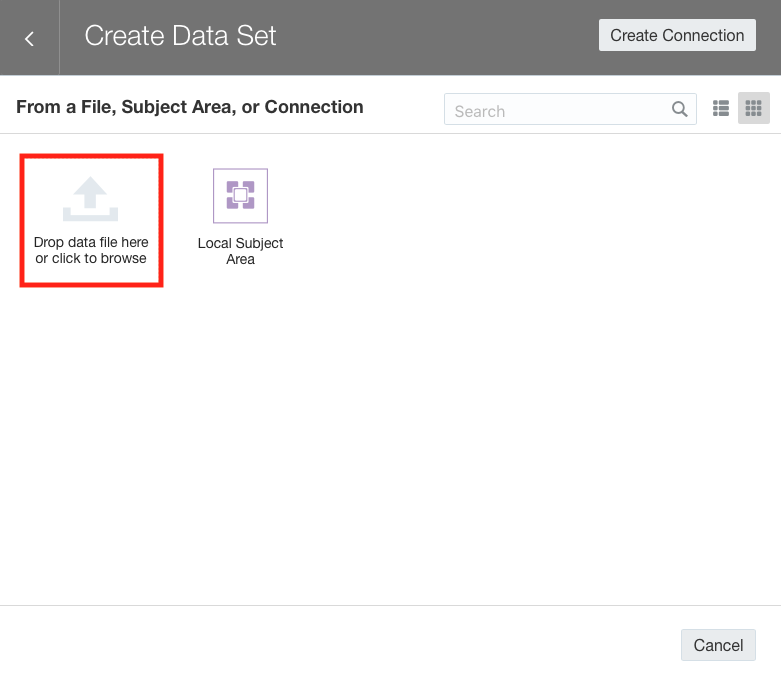 Create Data Set
Create Connection
From a File, Subject Area, or Connection
Search
Drop data file here
or click to browse
Local Subject
Area
Cancel